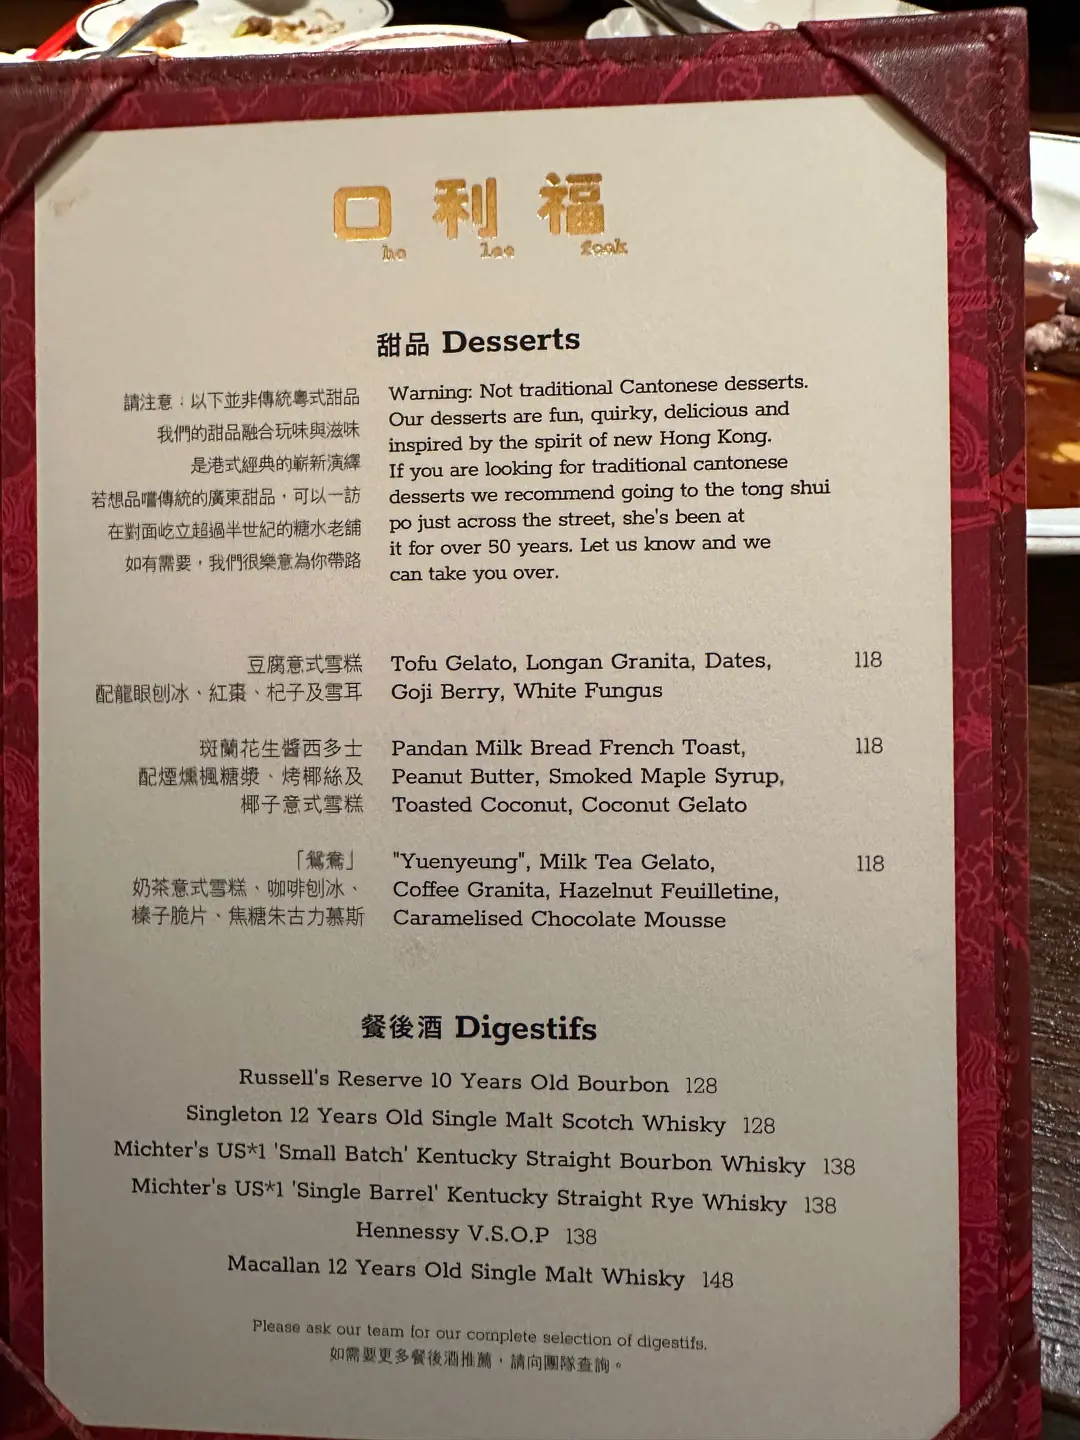 口利福
ho lee fook
甜品 Desserts
請注意：以下並非傳統粵式甜品
我們的甜品融合玩味與滋味
是港式經典的嶄新演繹
若想品嚐傳統的廣東甜品，可以一訪
在對面屹立超過半世紀的糖水老舖
如有需要，我們很樂意為你帶路
Warning: Not traditional Cantonese desserts.
Our desserts are fun, quirky, delicious and
inspired by the spirit of new Hong Kong.
If you are looking for traditional cantonese
desserts we recommend going to the tong shui
po just across the street, she's been at
it for over 50 years. Let us know and we
can take you over.
豆腐意式雪糕
配龍眼刨冰、紅棗、杞子及雪耳
Tofu Gelato, Longan Granita, Dates, 118
Goji Berry, White Fungus
斑蘭花生醬西多士
配煙燻楓糖漿、烤椰絲及
椰子意式雪糕
Pandan Milk Bread French Toast, 118
Peanut Butter, Smoked Maple Syrup,
Toasted Coconut, Coconut Gelato
「鴛鴦」
奶茶意式雪糕、咖啡刨冰、
榛子脆片、焦糖朱古力慕斯
"Yuenyeung", Milk Tea Gelato, 118
Coffee Granita, Hazelnut Feuilletine,
Caramelised Chocolate Mousse
餐後酒 Digestifs
Russell's Reserve 10 Years Old Bourbon 128
Singleton 12 Years Old Single Malt Scotch Whisky 128
Michter's US*1 'Small Batch' Kentucky Straight Bourbon Whisky 138
Michter's US*1 'Single Barrel' Kentucky Straight Rye Whisky 138
Hennessy V.S.O.P 138
Macallan 12 Years Old Single Malt Whisky 148
Please ask our team for our complete selection of digestifs.
如需要更多餐後酒推薦，請向團隊查詢。